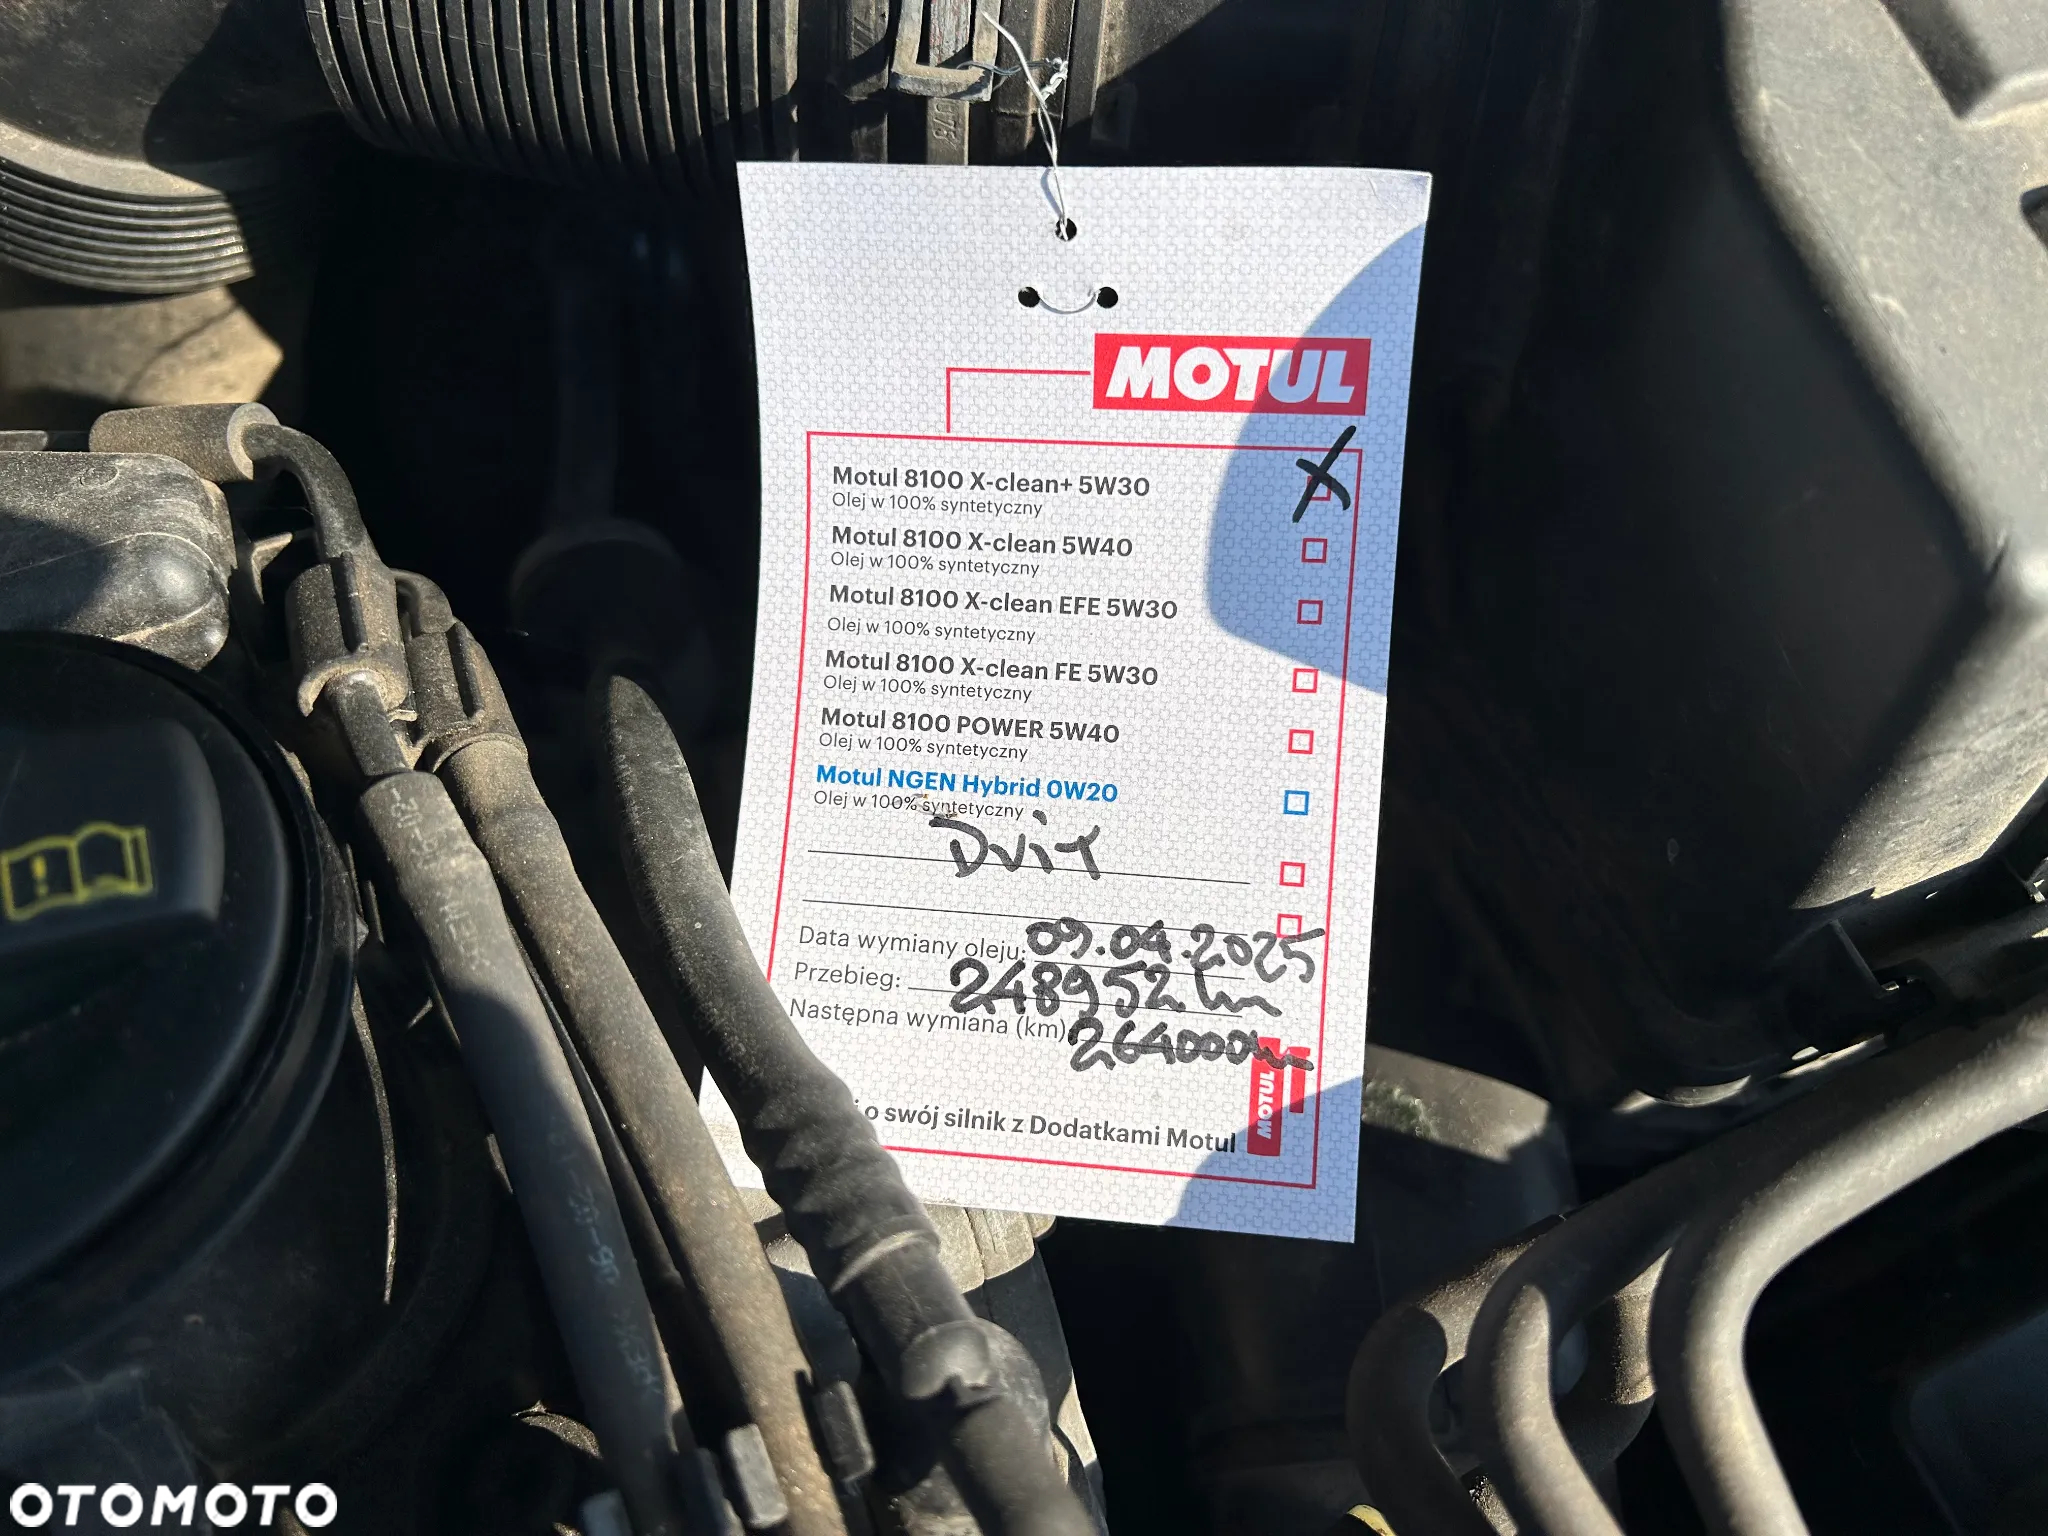 MOTUL
Motul 8100 X-clean+ 5W30
Olej w 100% syntetyczny
Motul 8100 X-clean 5W40
Olej w 100% syntetyczny
Motul 8100 X-clean EFE 5W30
Olej w 100% syntetyczny
Motul 8100 X-clean FE 5W30
Olej w 100% syntetyczny
Motul 8100 POWER 5W40
Olej w 100% syntetyczny
Motul NGEN Hybrid 0W20
Olej w 100% syntetyczny
Data wymiany oleju: 09.04.2025
Przebieg: 248952 km
Następna wymiana (km) 264000km
o swój silnik z Dodatkami Motul
MOTUL
OTOMOTO